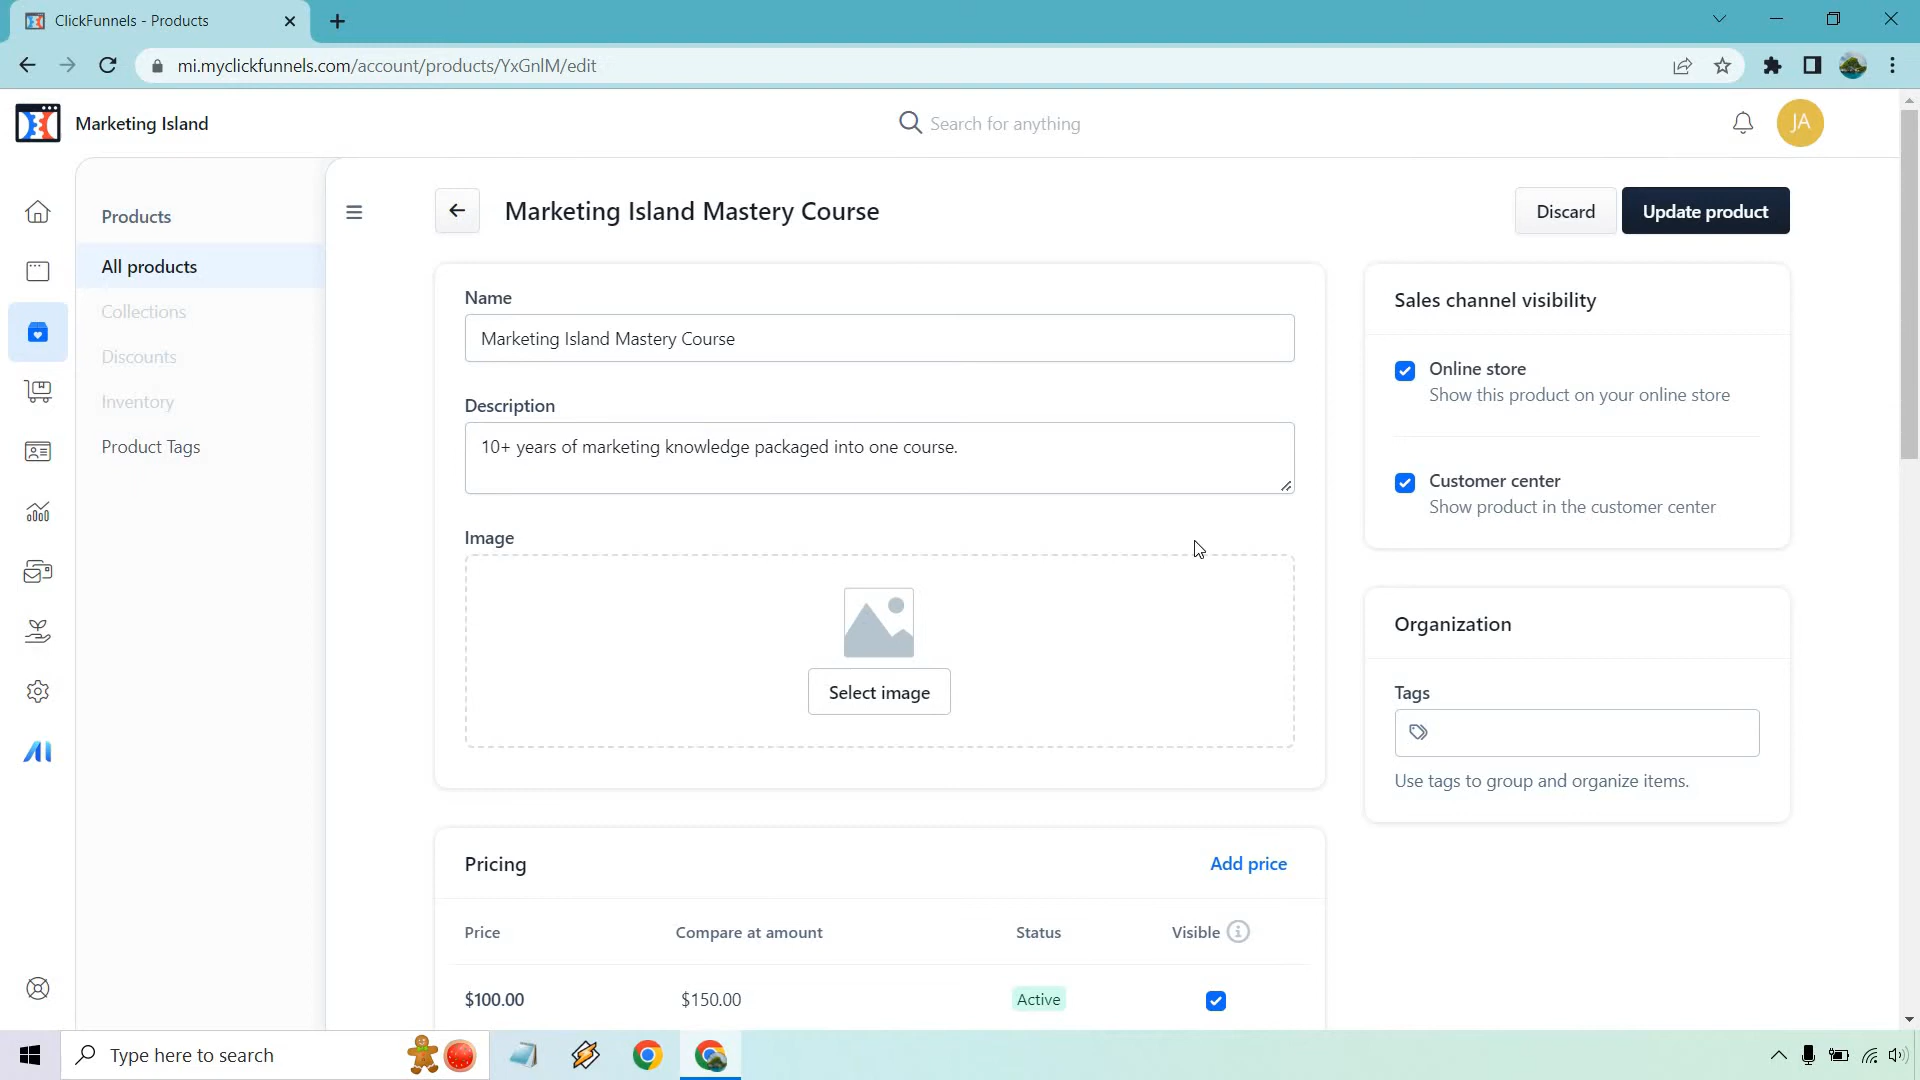 ClickFunnels - Products
mi.myclickfunnels.com/account/products/YxGnlM/edit
Marketing Island
Search for anything
JA
Products
All products
Collections
Discounts
Inventory
Product Tags
Marketing Island Mastery Course
Discard
Update product
Name
Marketing Island Mastery Course
Description
10+ years of marketing knowledge packaged into one course.
Image
Select image
Sales channel visibility
Online store
Show this product on your online store
Customer center
Show product in the customer center
Organization
Tags
Use tags to group and organize items.
Pricing
Add price
Price
Compare at amount
Status
Visible
$100.00
$150.00
Active
Type here to search